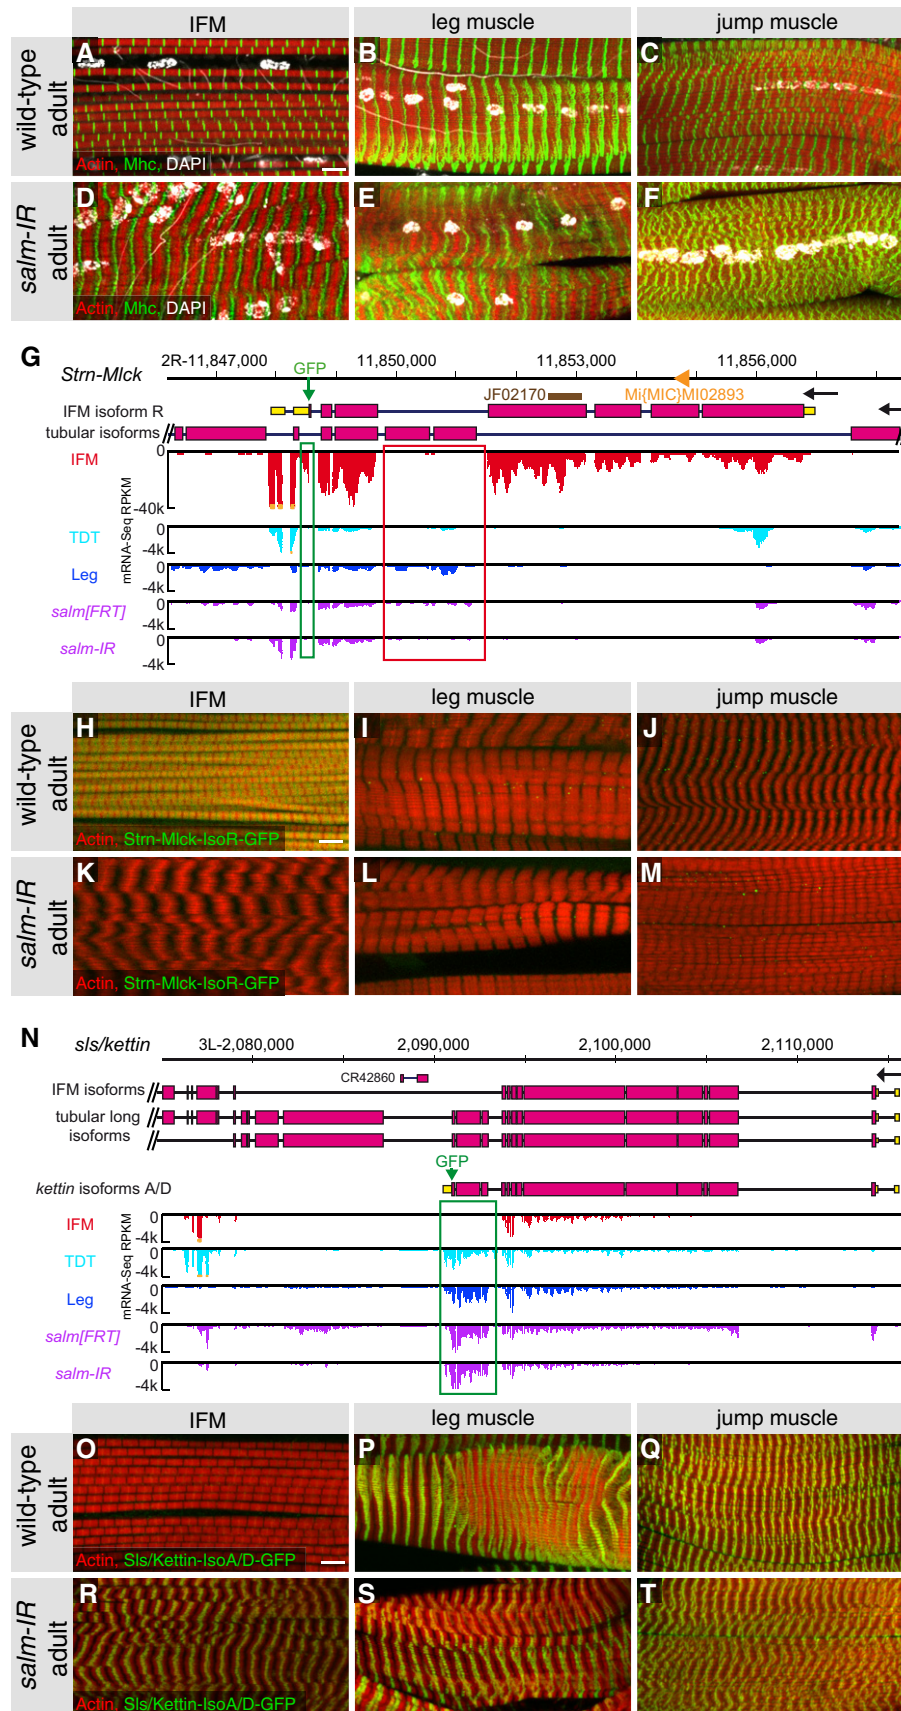 IFM leg muscle jump muscle
wild-type adult
A B C
Actin, Mhc, DAPI
salm-IR adult
D E F
Actin, Mhc, DAPI
G
2R-11,847,000 11,850,000 11,853,000 11,856,000
Strn-Mlck
GFP
JF02170 Mi{MIC}MI02893
IFM isoform R
tubular isoforms
mRNA-Seq RPKM
IFM 0 -40k
TDT 0 -4k
Leg 0 -4k
salm[FRT] 0 -4k
salm-IR 0 -4k
IFM leg muscle jump muscle
wild-type adult
H I J
Actin, Strn-Mlck-IsoR-GFP
salm-IR adult
K L M
Actin, Strn-Mlck-IsoR-GFP
N
sls/kettin
3L-2,080,000 2,090,000 2,100,000 2,110,000
CR42860
IFM isoforms
tubular long
isoforms
GFP
kettin isoforms A/D
mRNA-Seq RPKM
IFM 0 -4k
TDT 0 -4k
Leg 0 -4k
salm[FRT] 0 -4k
salm-IR 0 -4k
IFM leg muscle jump muscle
wild-type adult
O P Q
Actin, Sls/Kettin-IsoA/D-GFP
salm-IR adult
R S T
Actin, Sls/Kettin-IsoA/D-GFP